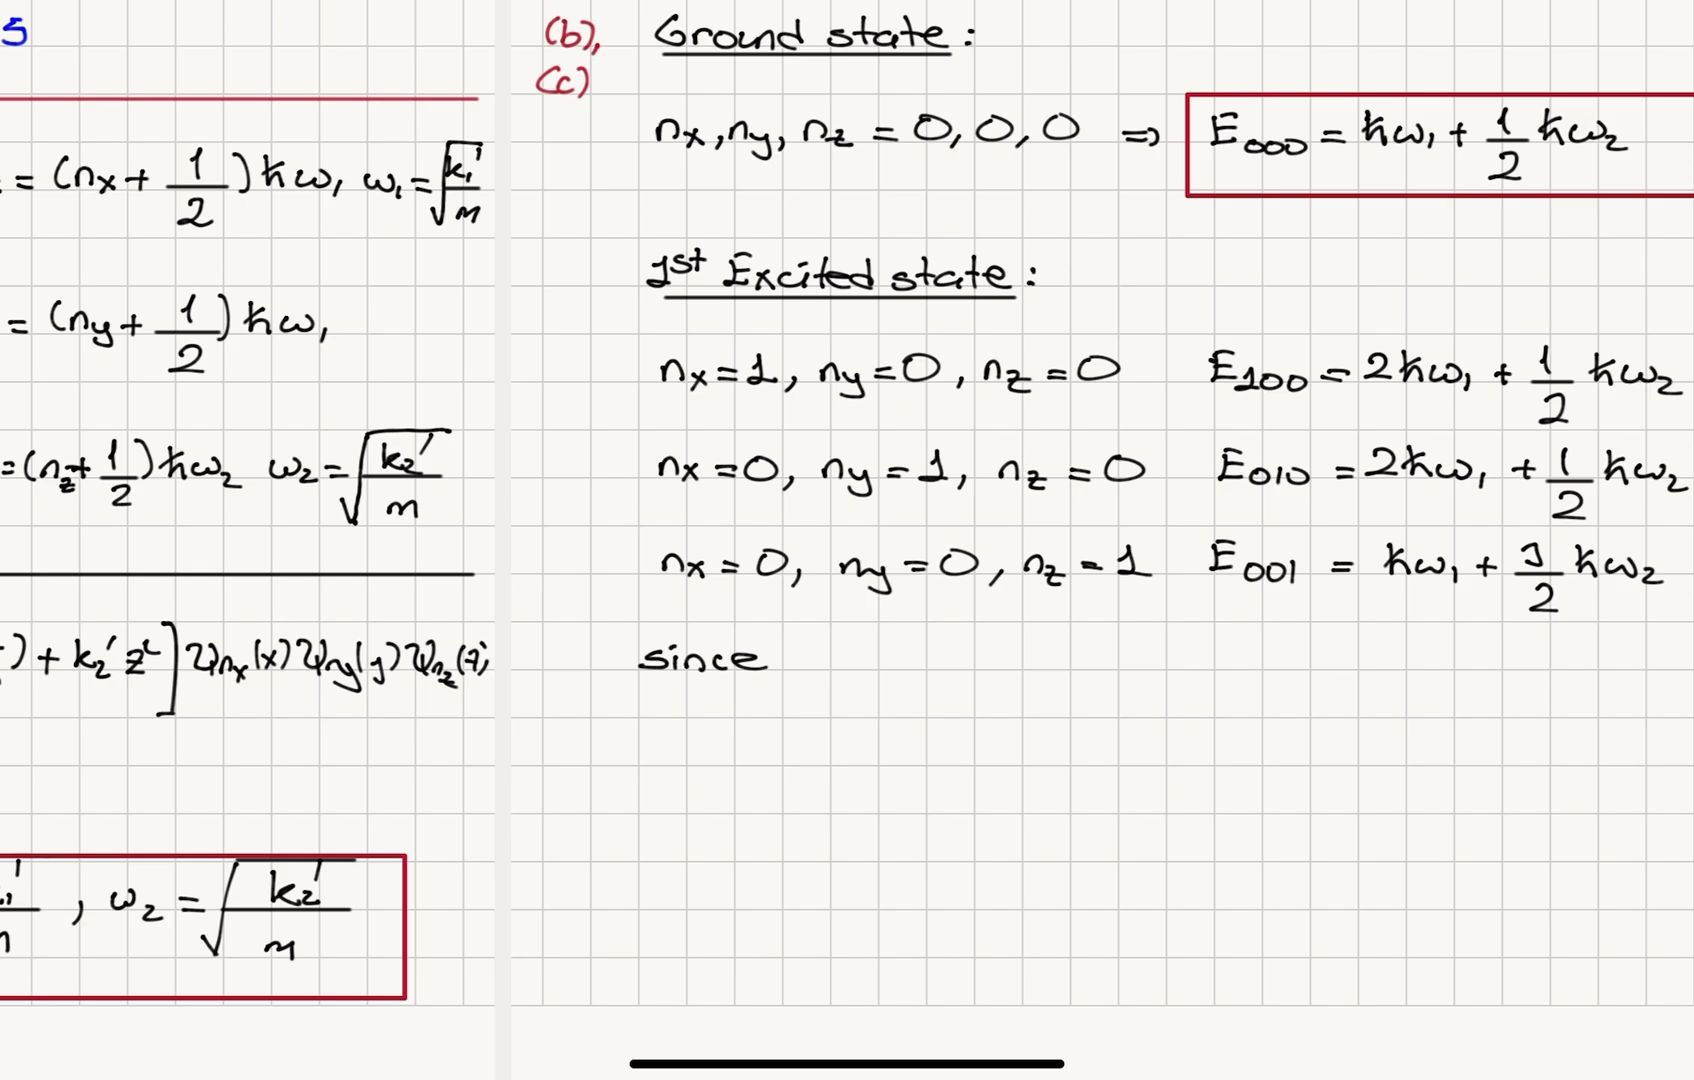 s
= (nx + 1/2) ħω₁ ω₁ = √(k₁'/m)
= (ny + 1/2) ħω₁
= (nz + 1/2) ħω₂ ω₂ = √(k₂'/m)
) + k₂' z²] Ψnx(x) Ψny(y) Ψnz(z)
₁'/m , ω₂ = √(k₂'/m)
(b), Ground state :
(c)
nx, ny, nz = 0, 0, 0 => E₀₀₀ = ħω₁ + 1/2 ħω₂
1st Excited state :
nx = 1, ny = 0, nz = 0 E₁₀₀ = 2ħω₁ + 1/2 ħω₂
nx = 0, ny = 1, nz = 0 E₀₁₀ = 2ħω₁ + 1/2 ħω₂
nx = 0, ny = 0, nz = 1 E₀₀₁ = ħω₁ + 3/2 ħω₂
since